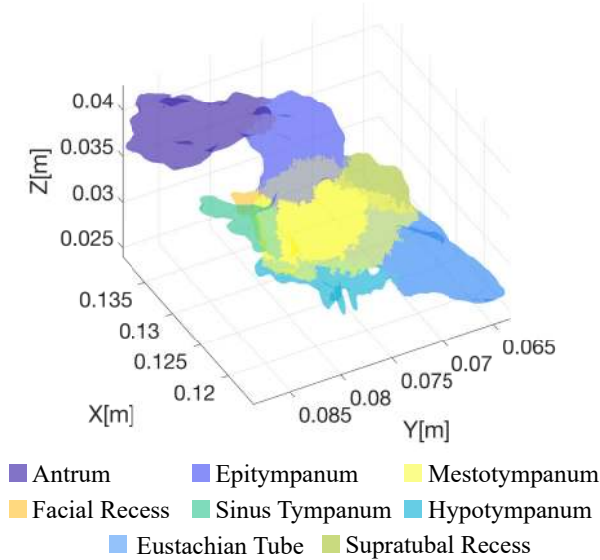 0.04
0.035
0.03
0.025
Z[m]
0.135
0.13
0.125
0.12
X[m]
0.085
0.08
0.075
0.07
0.065
Y[m]
Antrum Epitympanum Mestotympanum
Facial Recess Sinus Tympanum Hypotympanum
Eustachian Tube Supratubal Recess